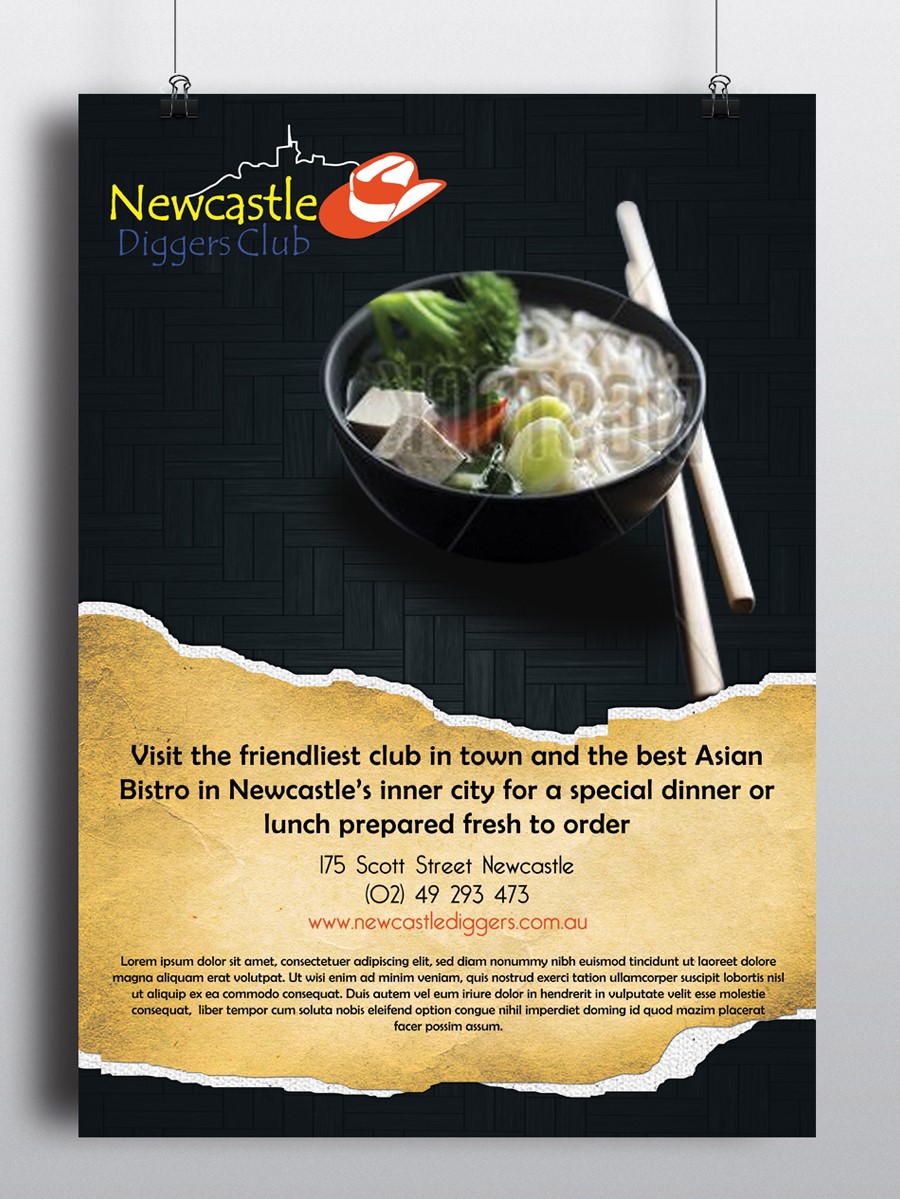 Newcastle
Diggers Club
Visit the friendliest club in town and the best Asian
Bistro in Newcastle's inner city for a special dinner or
lunch prepared fresh to order
175 Scott Street Newcastle
(02) 49 293 473
www.newcastlediggers.com.au
Lorem ipsum dolor sit amet, consectetuer adipiscing elit, sed diam nonummy nibh euismod tincidunt ut laoreet dolore
magna aliquam erat volutpat. Ut wisi enim ad minim veniam, quis nostrud exerci tation ullamcorper suscipit lobortis nisl
ut aliquip ex ea commodo consequat. Duis autem vel eum iriure dolor in hendrerit in vulputate velit esse molestie
consequat, liber tempor cum soluta nobis eleifend option congue nihil imperdiet doming id quod mazim placerat
facer possim assum.